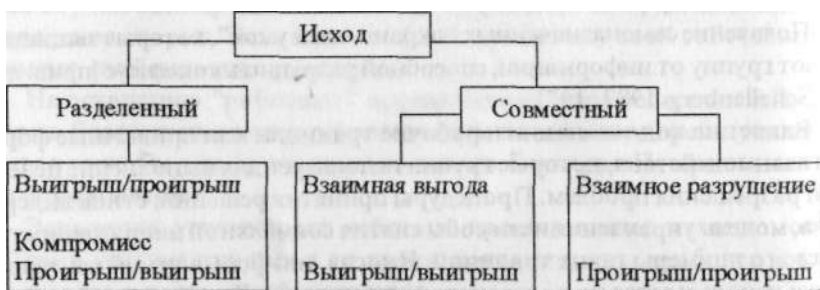 Исход
Разделенный
Совместный
Выигрыш/проигрыш
Компромисс
Проигрыш/выигрыш
Взаимная выгода
Выигрыш/выигрыш
Взаимное разрушение
Проигрыш/проигрыш